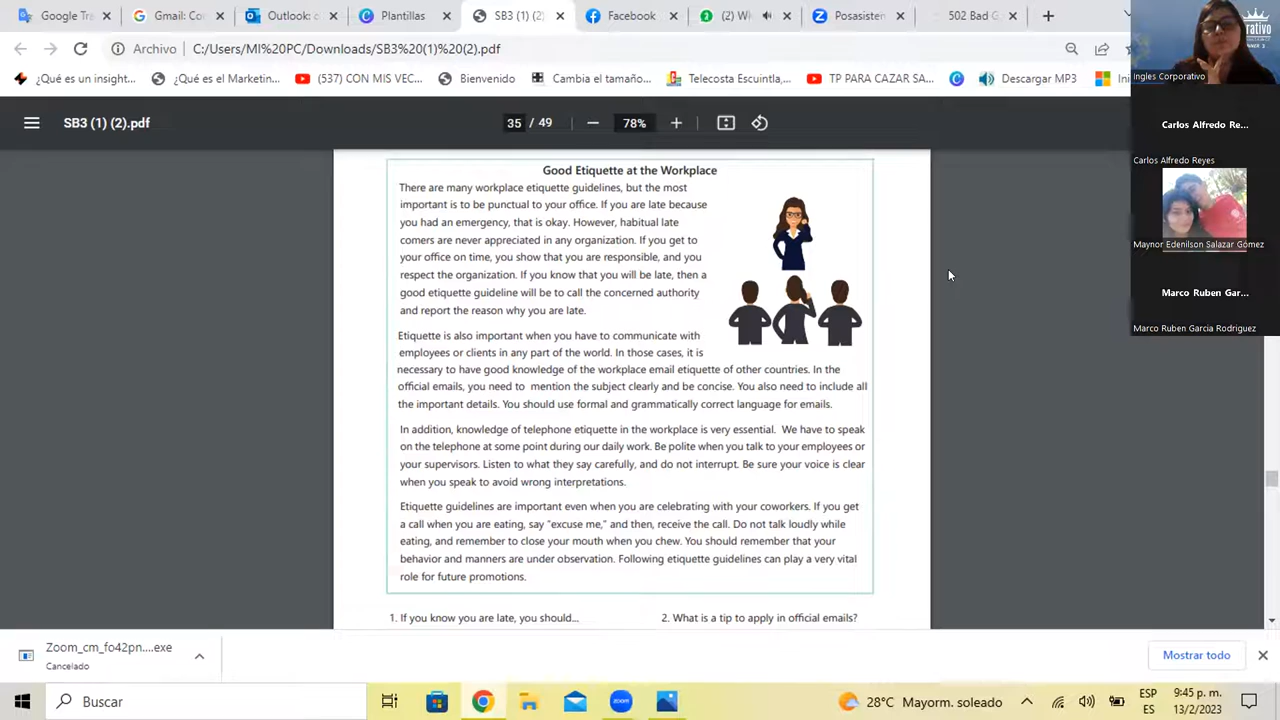 Google Tra
Gmail: Co
Outlook:
Plantillas
SB3 (1) (2)
Facebook
(2) W
Posasisten
502 Bad G
Archivo
C:/Users/MI%20PC/Downloads/SB3%20(1)%20(2).pdf
¿Qué es un insight...
¿Qué es el Marketin...
(537) CON MIS VEC...
Bienvenido
Cambia el tamaño...
Telecosta Escuintla,...
TP PARA CAZAR SA...
Descargar MP3
SB3 (1) (2).pdf
35 / 49
78%
rativo
Ingles Corporativo
Carlos Alfredo Re...
Carlos Alfredo Reyes
Maynor Edenilson Salazar Gómez
Marco Ruben Gar...
Marco Ruben Garcia Rodriguez
Good Etiquette at the Workplace
There are many workplace etiquette guidelines, but the most
important is to be punctual to your office. If you are late because
you had an emergency, that is okay. However, habitual late
comers are never appreciated in any organization. If you get to
your office on time, you show that you are responsible, and you
respect the organization. If you know that you will be late, then a
good etiquette guideline will be to call the concerned authority
and report the reason why you are late.
Etiquette is also important when you have to communicate with
employees or clients in any part of the world. In those cases, it is
necessary to have good knowledge of the workplace email etiquette of other countries. In the
official emails, you need to mention the subject clearly and be concise. You also need to include all
the important details. You should use formal and grammatically correct language for emails.
In addition, knowledge of telephone etiquette in the workplace is very essential. We have to speak
on the telephone at some point during our daily work. Be polite when you talk to your employees or
your supervisors. Listen to what they say carefully, and do not interrupt. Be sure your voice is clear
when you speak to avoid wrong interpretations.
Etiquette guidelines are important even when you are celebrating with your coworkers. If you get
a call when you are eating, say "excuse me," and then, receive the call. Do not talk loudly while
eating, and remember to close your mouth when you chew. You should remember that your
behavior and manners are under observation. Following etiquette guidelines can play a very vital
role for future promotions.
1. If you know you are late, you should...
2. What is a tip to apply in official emails?
Zoom_cm_fo42pn....exe
Cancelado
Mostrar todo
Buscar
zoom
28°C Mayorm. soleado
ESP
ES
9:45 p. m.
13/2/2023